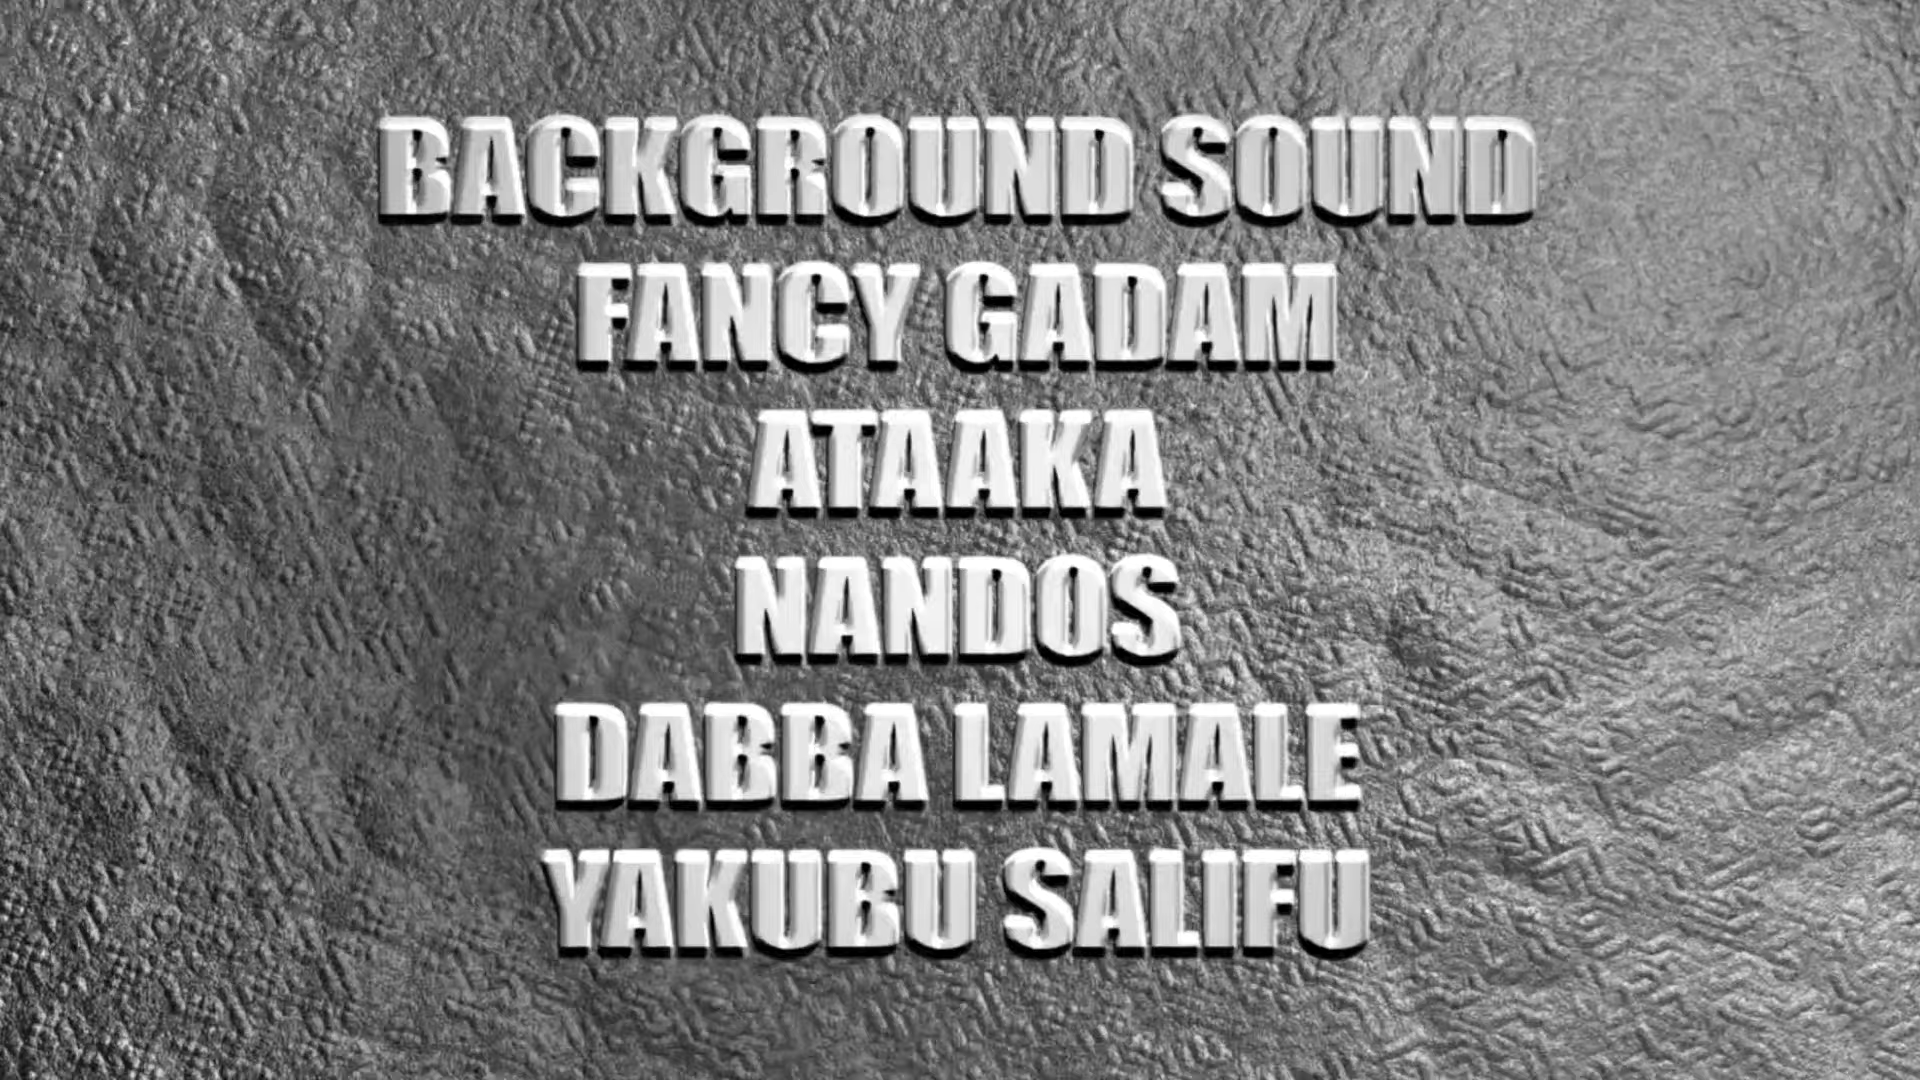 BACKGROUND SOUND
FANCY GADAM
ATAAKA
NANDOS
DABBA LAMALE
YAKUBU SALIFU